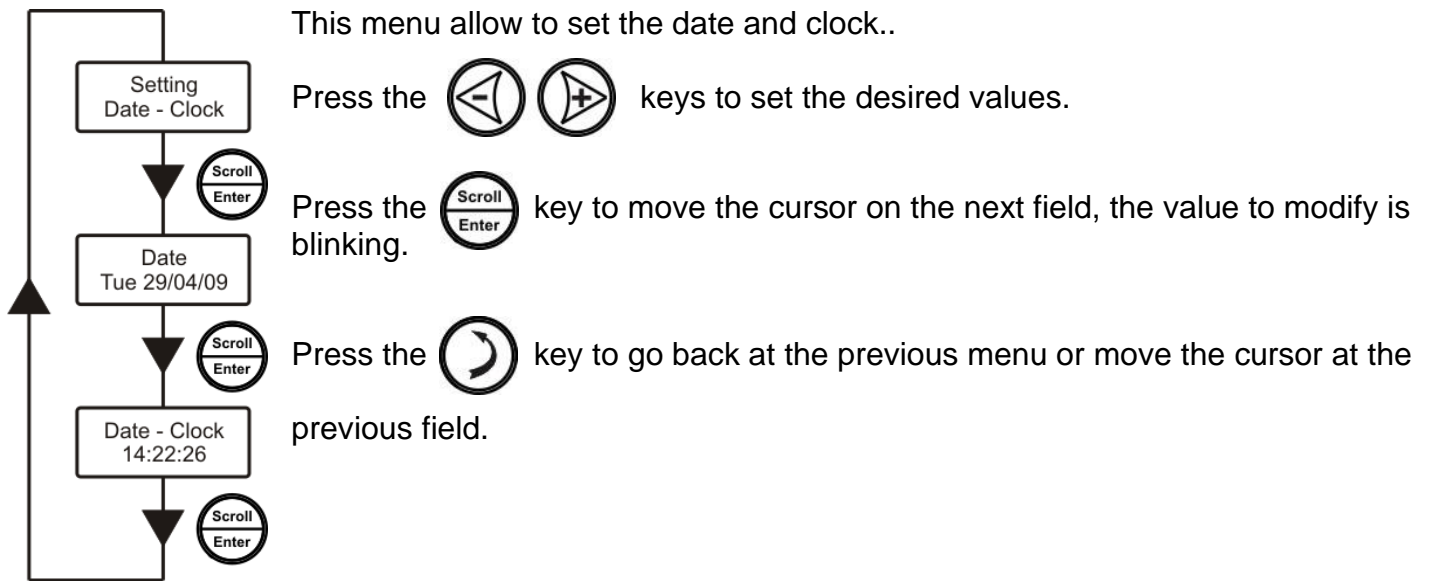 This menu allow to set the date and clock..
Setting
Date - Clock
Press the - + keys to set the desired values.
Scroll
Enter
Press the Scroll Enter key to move the cursor on the next field, the value to modify is
blinking.
Date
Tue 29/04/09
Scroll
Enter
Press the key to go back at the previous menu or move the cursor at the
previous field.
Date - Clock
14:22:26
Scroll
Enter